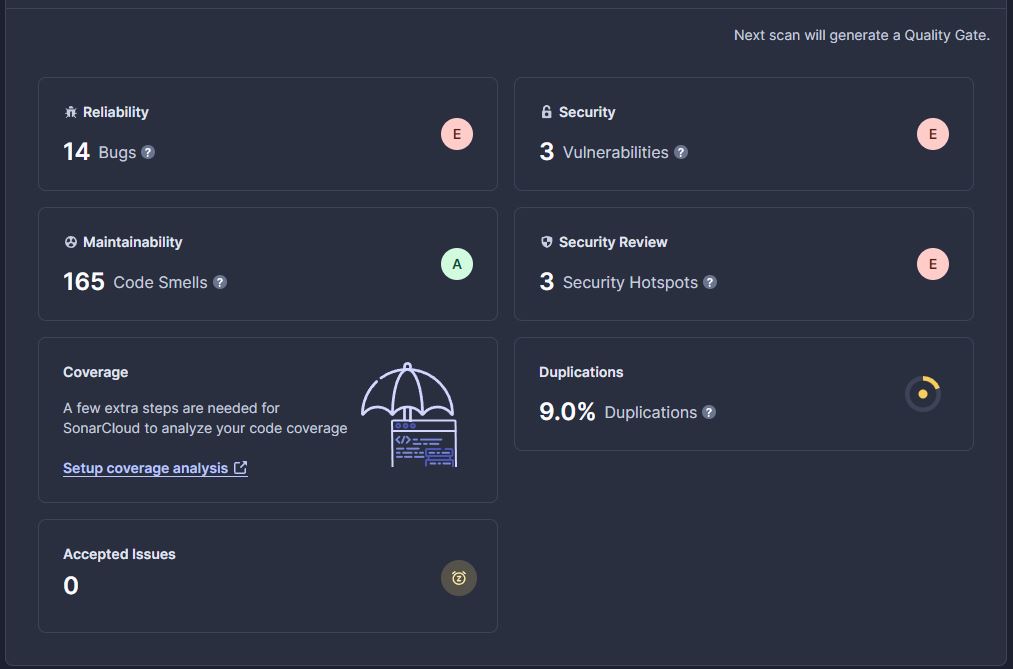 Next scan will generate a Quality Gate.
Reliability
14 Bugs ?
E
Security
3 Vulnerabilities ?
E
Maintainability
165 Code Smells ?
A
Security Review
3 Security Hotspots ?
E
Coverage
A few extra steps are needed for
SonarCloud to analyze your code coverage
Setup coverage analysis
</>
Duplications
9.0% Duplications ?
Accepted Issues
0
z